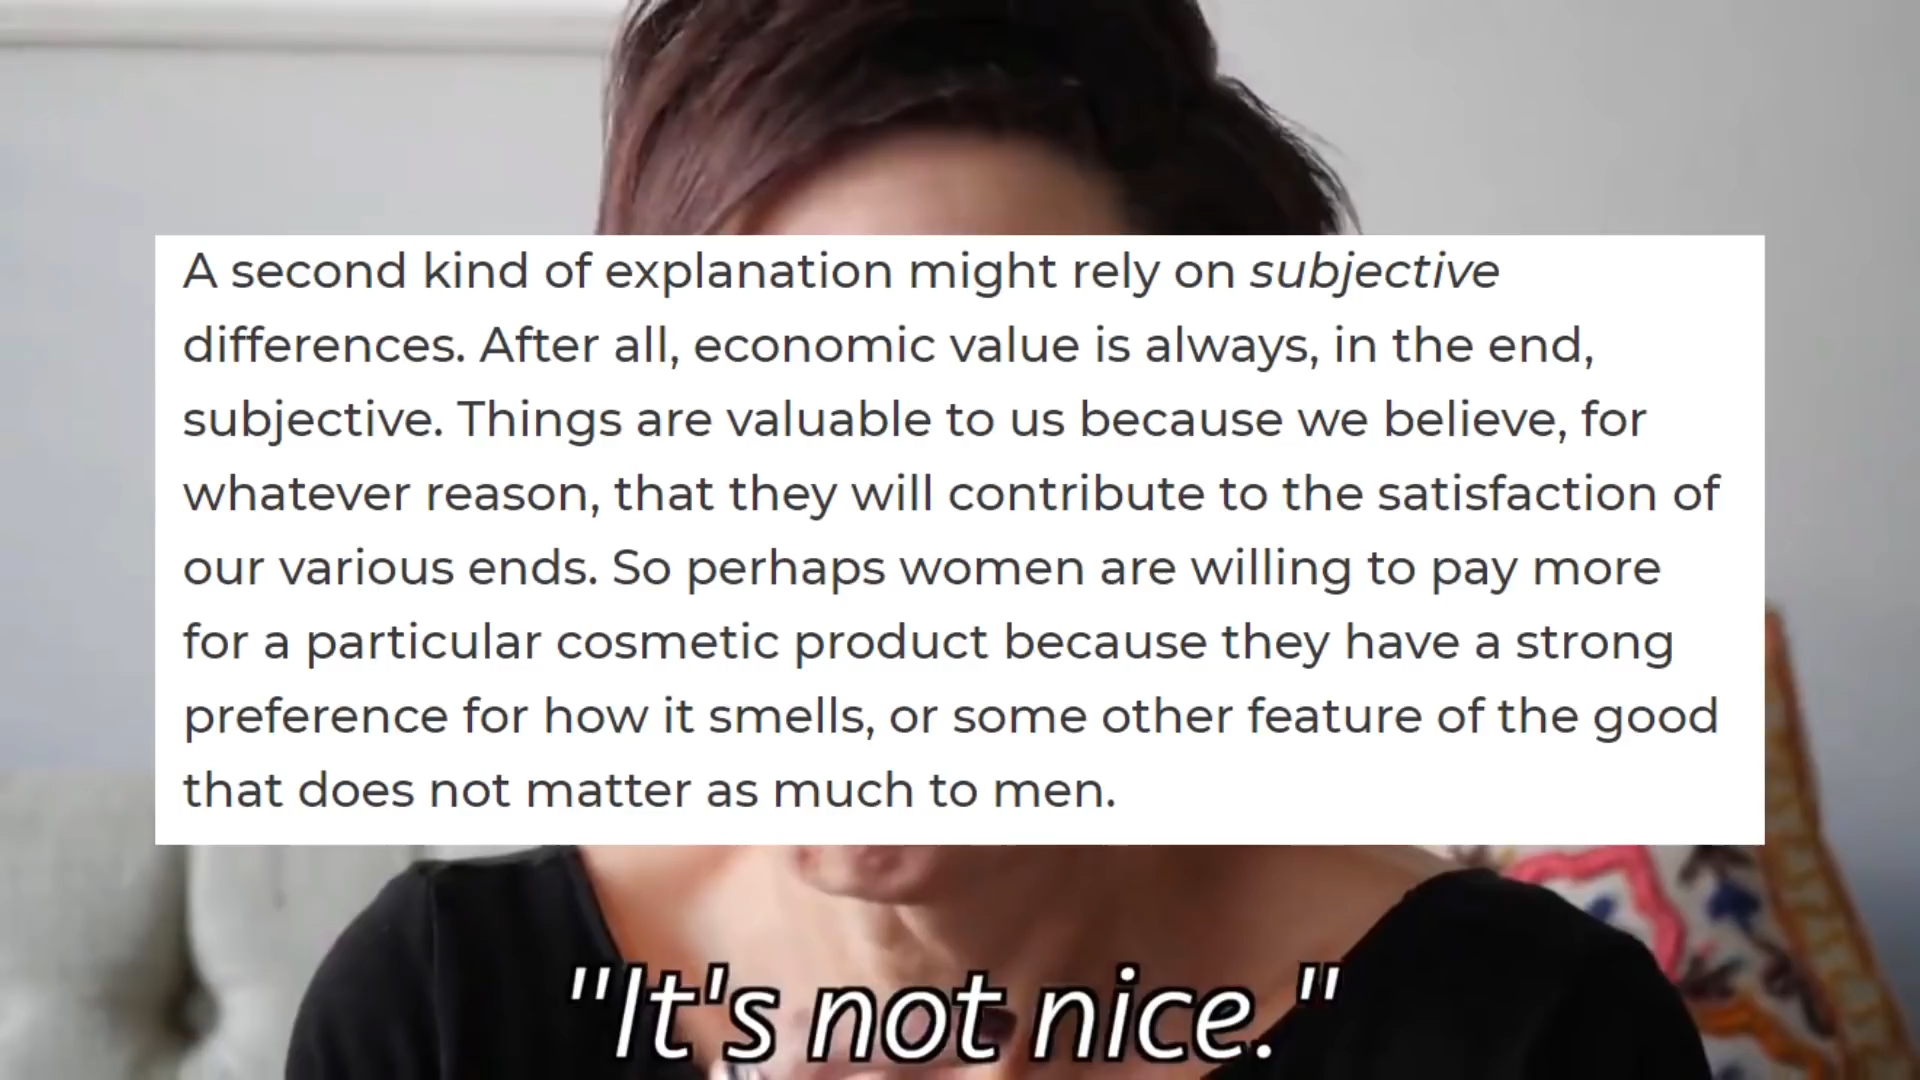 A second kind of explanation might rely on subjective
differences. After all, economic value is always, in the end,
subjective. Things are valuable to us because we believe, for
whatever reason, that they will contribute to the satisfaction of
our various ends. So perhaps women are willing to pay more
for a particular cosmetic product because they have a strong
preference for how it smells, or some other feature of the good
that does not matter as much to men.
"It's not nice."